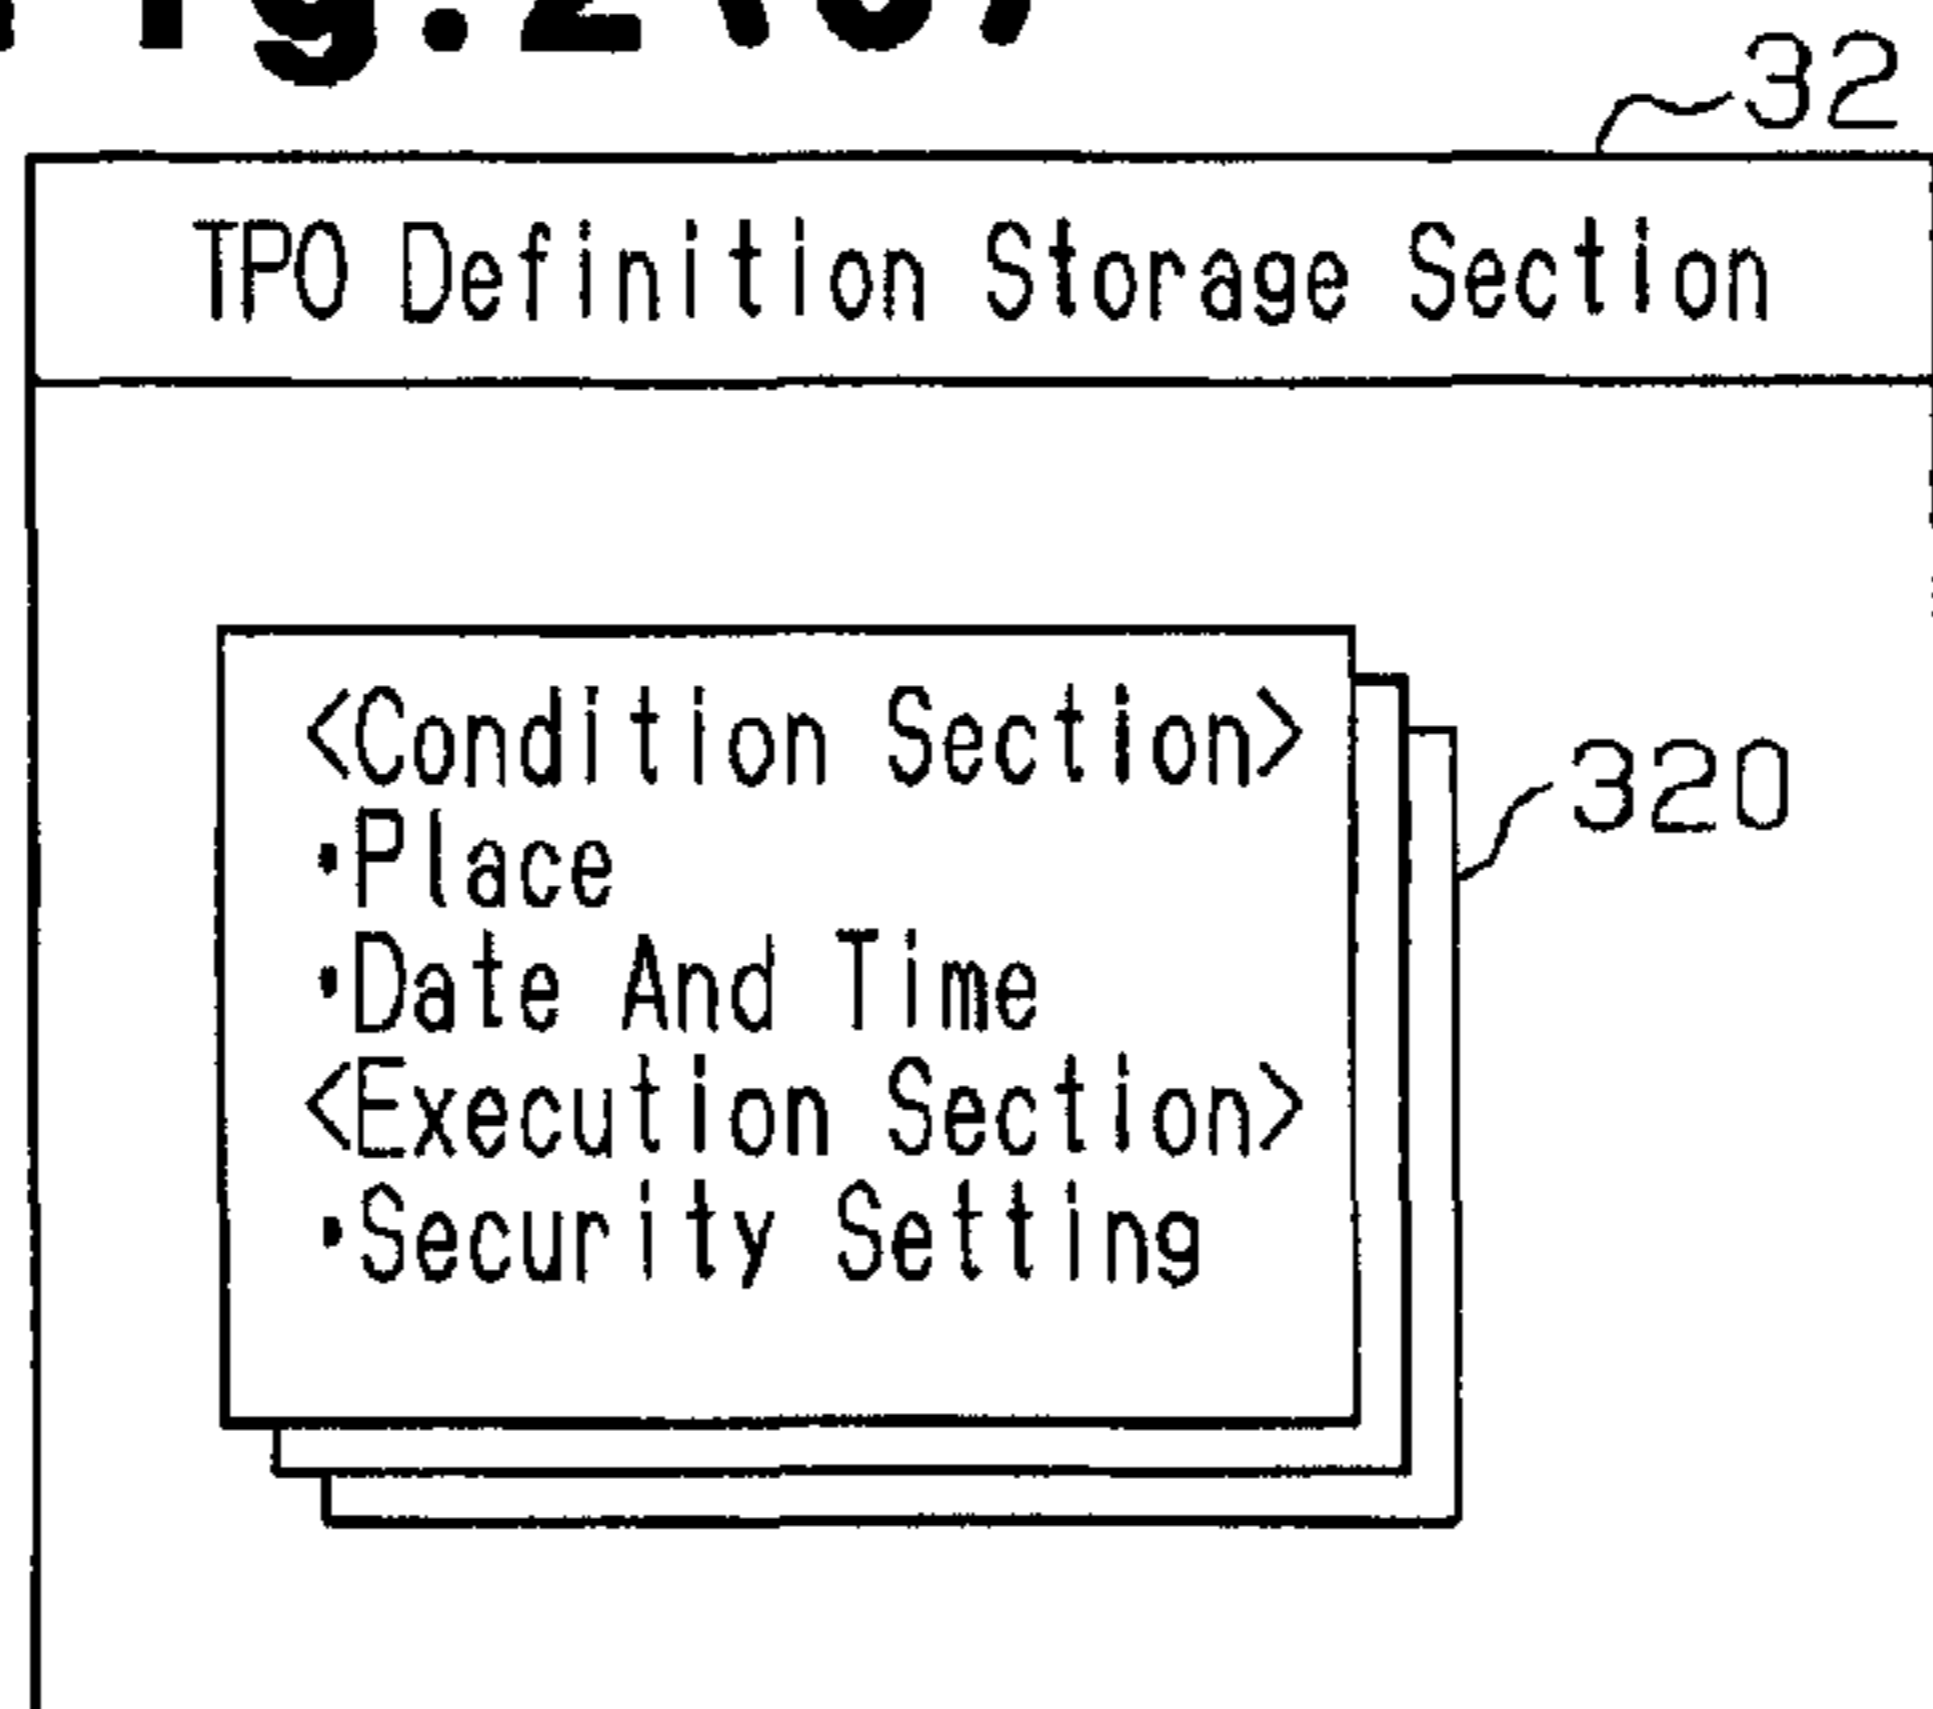 32
TPO Definition Storage Section
<Condition Section>
・Place
・Date And Time
<Execution Section>
・Security Setting
320